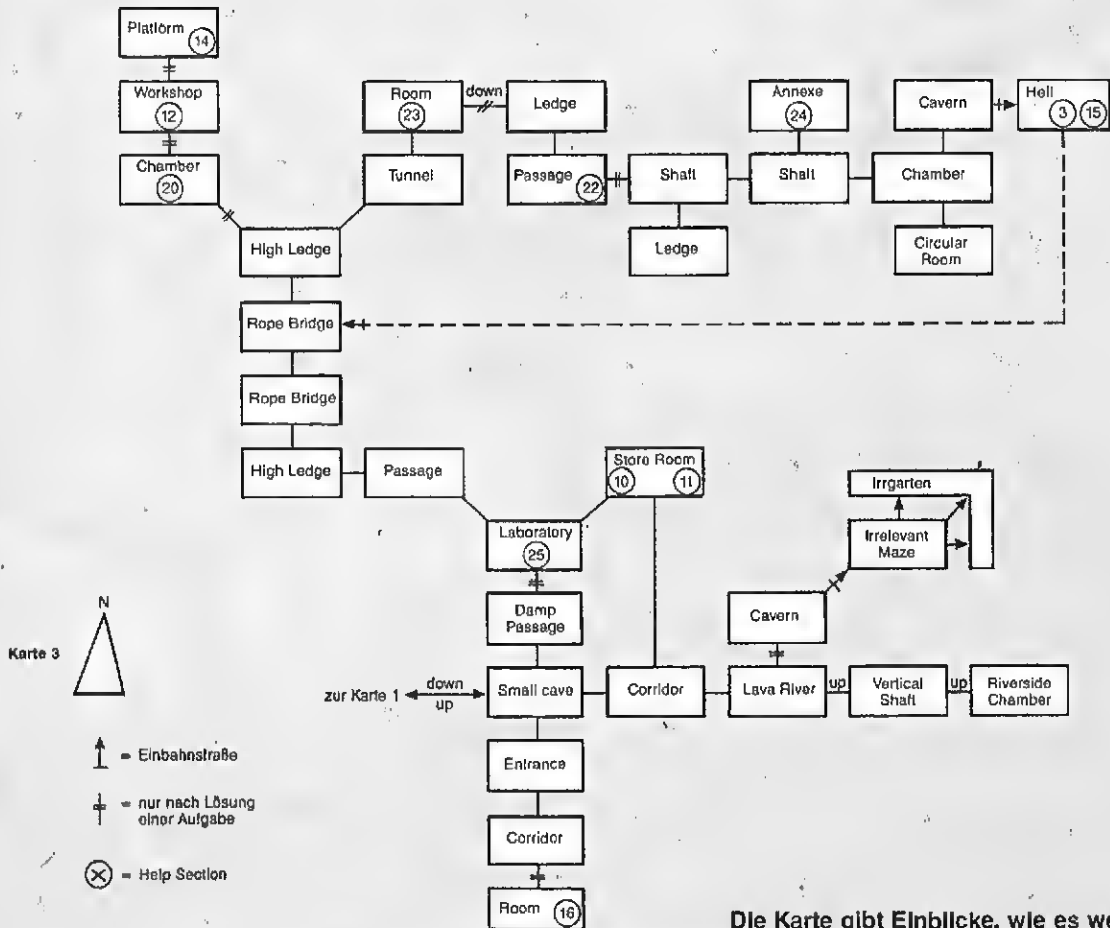 Platform 14
Workshop 12
Chamber 20
Room 23
down
Ledge
Annexe 24
Cavern
Hell 3 15
Tunnel
Passage 22
Shaft
Shaft
Chamber
High Ledge
Ledge
Circular
Room
Rope Bridge
Rope Bridge
High Ledge
Passage
Store Room
10 11
Irrgarten
Laboratory
25
Irrelevant
Maze
N
Damp
Passage
Cavern
Karte 3
zur Karte 1
down
up
Small cave
Corridor
Lava River
up
Vertical
Shaft
up
Riverside
Chamber
= Einbahnstraße
Entrance
= nur nach Lösung
einer Aufgabe
Corridor
X = Help Section
Room 16
Die Karte gibt Einblicke, wie es we